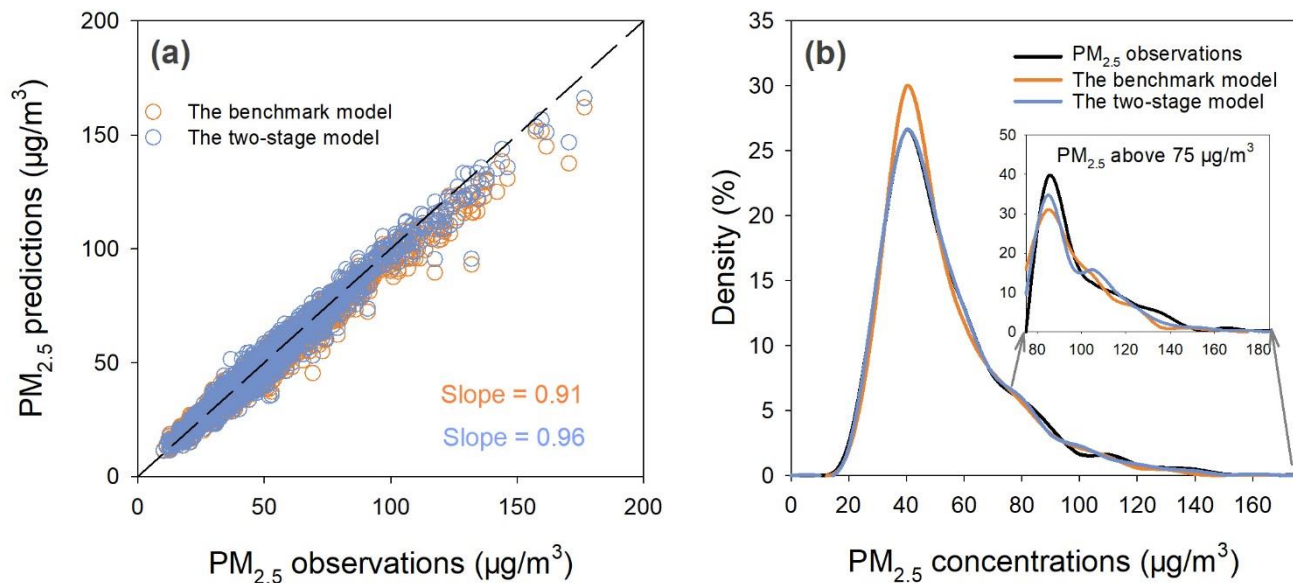 (a)
The benchmark model
The two-stage model
Slope = 0.91
Slope = 0.96
PM2.5 predictions (µg/m³)
200
150
100
50
0
0 50 100 150 200
PM2.5 observations (µg/m³)
(b)
PM2.5 observations
The benchmark model
The two-stage model
PM2.5 above 75 µg/m³
50
40
30
20
10
0
80 100 120 140 160 180
Density (%)
35
30
25
20
15
10
5
0
0 20 40 60 80 100 120 140 160
PM2.5 concentrations (µg/m³)